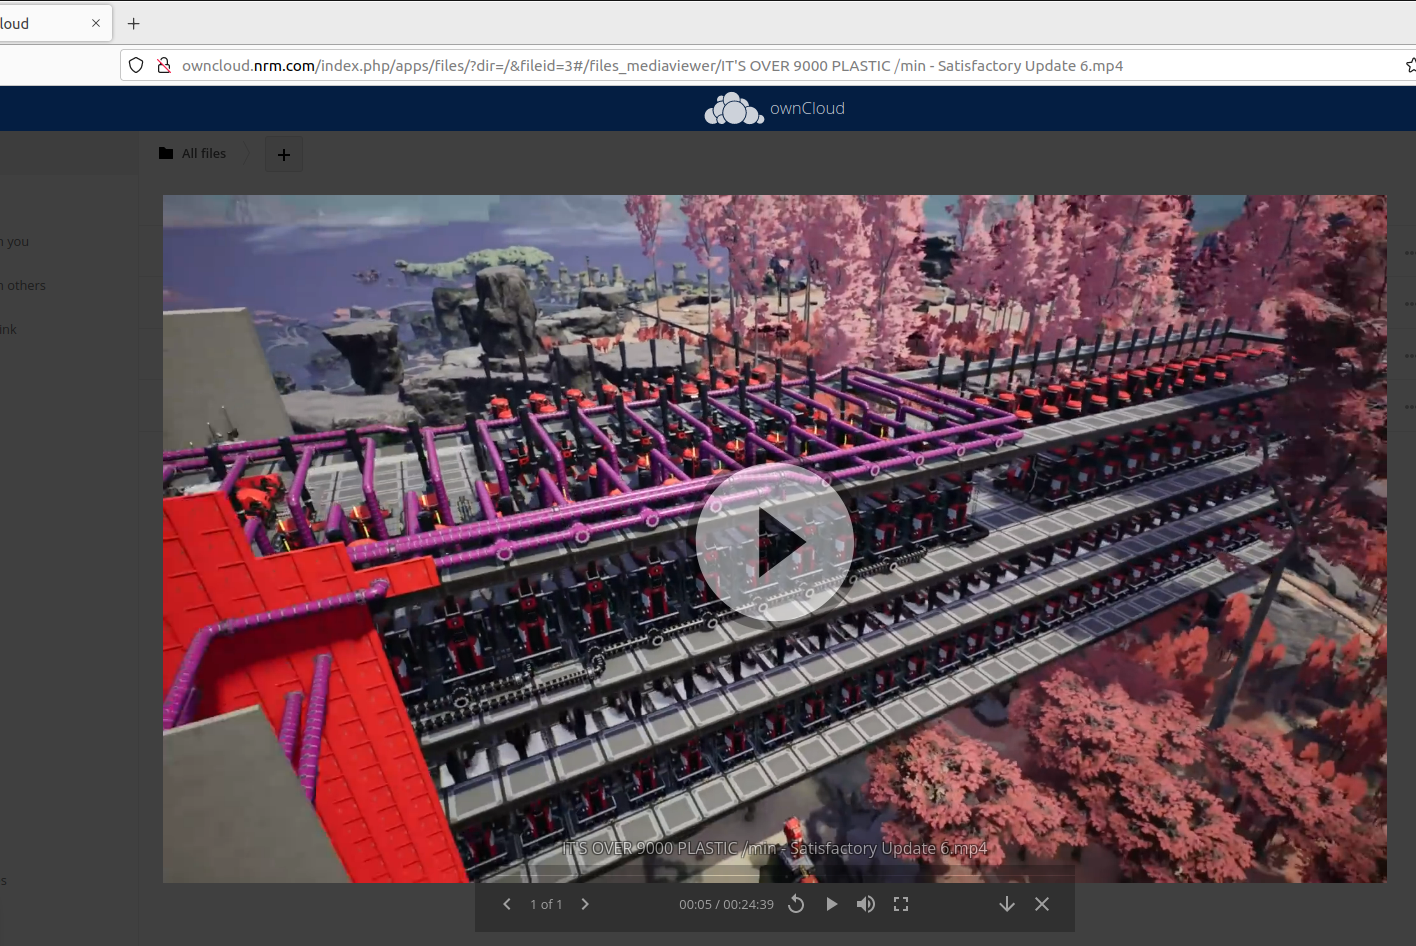 loud
owncloud.nrm.com/index.php/apps/files/?dir=/&fileid=3#/files_mediaviewer/IT'S OVER 9000 PLASTIC /min - Satisfactory Update 6.mp4
ownCloud
All files
you
others
ink
IT'S OVER 9000 PLASTIC /min - Satisfactory Update 6.mp4
s
1 of 1
00:05 / 00:24:39